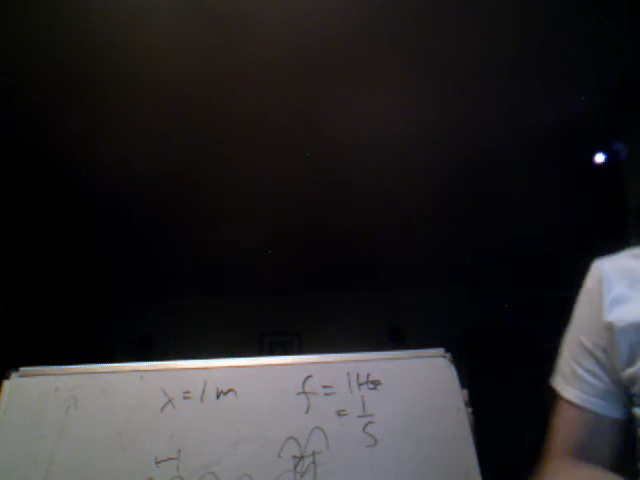 λ = 1 m
f = 1 Hz
= 1/S